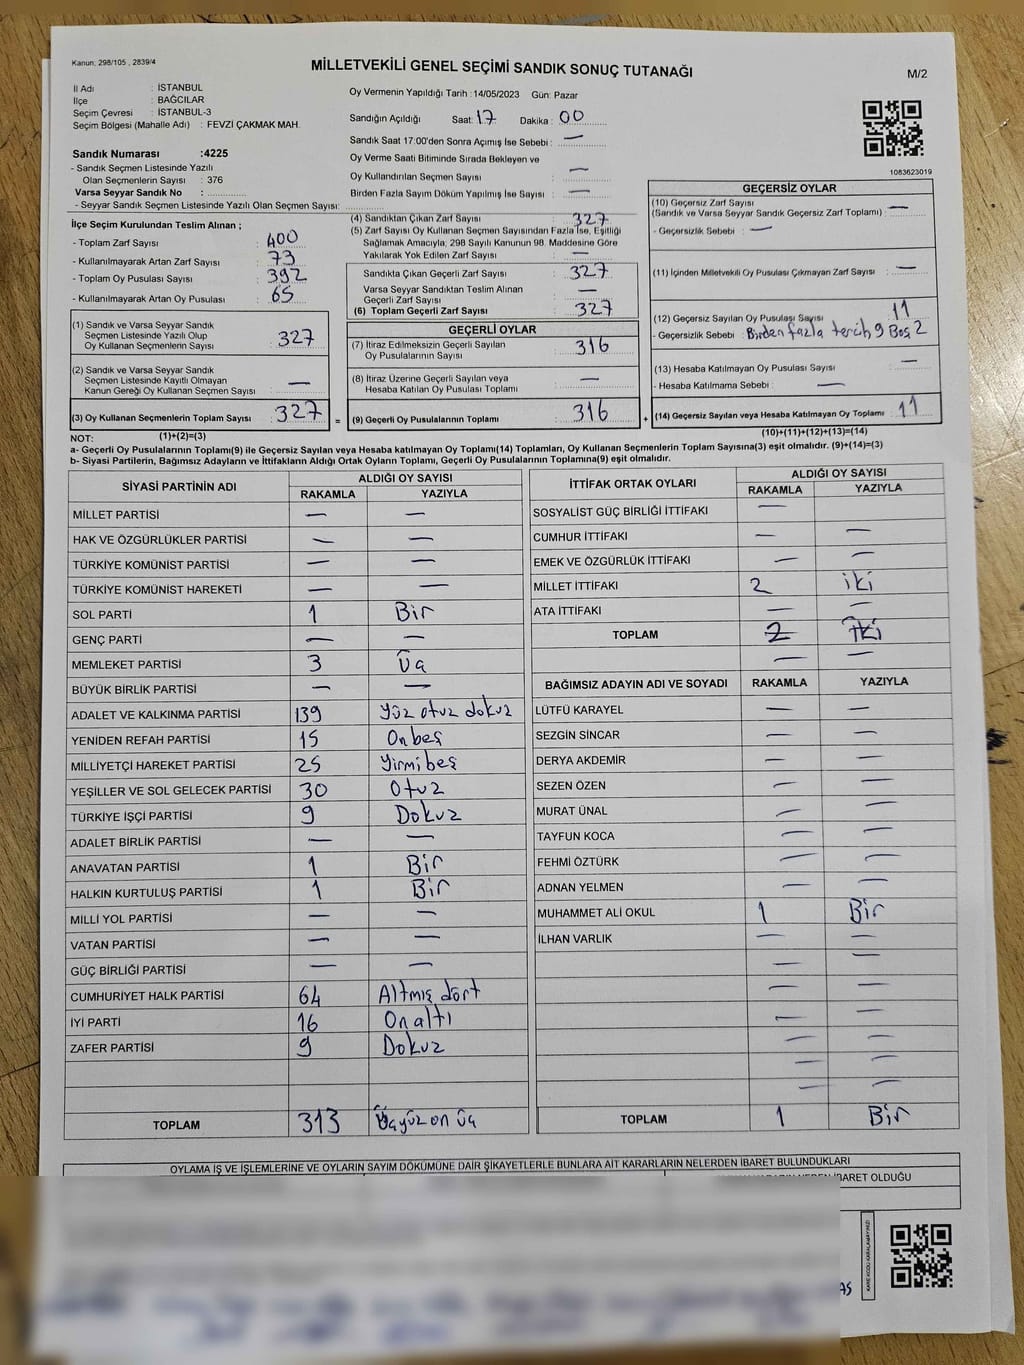 Kanun; 298/105 , 2839/4
MİLLETVEKİLİ GENEL SEÇİMİ SANDIK SONUÇ TUTANAĞI
M/2
İl Adı : İSTANBUL
İlçe : BAĞCILAR
Seçim Çevresi : İSTANBUL-3
Seçim Bölgesi (Mahalle Adı) : FEVZİ ÇAKMAK MAH.
Oy Vermenin Yapıldığı Tarih :14/05/2023 Gün: Pazar
Sandığın Açıldığı Saat: 17 Dakika : 00
Sandık Saat 17:00'den Sonra Açılmış İse Sebebi : —
Oy Verme Saati Bitiminde Sırada Bekleyen ve
Oy Kullandırılan Seçmen Sayısı : —
Birden Fazla Sayım Döküm Yapılmış İse Sayısı : —
1083623019
Sandık Numarası :4225
- Sandık Seçmen Listesinde Yazılı
Olan Seçmenlerin Sayısı : 376
Varsa Seyyar Sandık No :
- Seyyar Sandık Seçmen Listesinde Yazılı Olan Seçmen Sayısı:
İlçe Seçim Kurulundan Teslim Alınan ;
- Toplam Zarf Sayısı : 400
- Kullanılmayarak Artan Zarf Sayısı : 73
- Toplam Oy Pusulası Sayısı : 392
- Kullanılmayarak Artan Oy Pusulası : 65
(1) Sandık ve Varsa Seyyar Sandık
Seçmen Listesinde Yazılı Olup
Oy Kullanan Seçmenlerin Sayısı : 327
(2) Sandık ve Varsa Seyyar Sandık
Seçmen Listesinde Kayıtlı Olmayan
Kanun Gereği Oy Kullanan Seçmen Sayısı : —
(3) Oy Kullanan Seçmenlerin Toplam Sayısı : 327 =
(4) Sandıktan Çıkan Zarf Sayısı : 327
(5) Zarf Sayısı Oy Kullanan Seçmen Sayısından Fazla İse, Eşitliği
Sağlamak Amacıyla; 298 Sayılı Kanunun 98. Maddesine Göre
Yakılarak Yok Edilen Zarf Sayısı : —
Sandıkta Çıkan Geçerli Zarf Sayısı : 327
Varsa Seyyar Sandıktan Teslim Alınan
Geçerli Zarf Sayısı : —
(6) Toplam Geçerli Zarf Sayısı : 327
GEÇERLİ OYLAR
(7) İtiraz Edilmeksizin Geçerli Sayılan
Oy Pusulalarının Sayısı : 316
(8) İtiraz Üzerine Geçerli Sayılan veya
Hesaba Katılan Oy Pusulası Toplamı : —
(9) Geçerli Oy Pusulalarının Toplamı : 316 +
GEÇERSİZ OYLAR
(10) Geçersiz Zarf Sayısı
(Sandık ve Varsa Seyyar Sandık Geçersiz Zarf Toplamı) : —
- Geçersizlik Sebebi : —
(11) İçinden Milletvekili Oy Pusulası Çıkmayan Zarf Sayısı : —
(12) Geçersiz Sayılan Oy Pusulası Sayısı : 11
- Geçersizlik Sebebi : Birden fazla tercih 9 Boş 2
(13) Hesaba Katılmayan Oy Pusulası Sayısı : —
- Hesaba Katılmama Sebebi : —
(14) Geçersiz Sayılan veya Hesaba Katılmayan Oy Toplamı : 11
NOT: (1)+(2)=(3)
(10)+(11)+(12)+(13)=(14)
a- Geçerli Oy Pusulalarının Toplamı(9) ile Geçersiz Sayılan veya Hesaba katılmayan Oy Toplamı(14) Toplamları, Oy Kullanan Seçmenlerin Toplam Sayısına(3) eşit olmalıdır. (9)+(14)=(3)
b- Siyasi Partilerin, Bağımsız Adayların ve İttifakların Aldığı Ortak Oyların Toplamı, Geçerli Oy Pusulalarının Toplamına(9) eşit olmalıdır.
SİYASİ PARTİNİN ADI ALDIĞI OY SAYISI
RAKAMLA YAZIYLA
MİLLET PARTİSİ — —
HAK VE ÖZGÜRLÜKLER PARTİSİ — —
TÜRKİYE KOMÜNİST PARTİSİ — —
TÜRKİYE KOMÜNİST HAREKETİ — —
SOL PARTİ 1 Bir
GENÇ PARTİ — —
MEMLEKET PARTİSİ 3 Üç
BÜYÜK BİRLİK PARTİSİ — —
ADALET VE KALKINMA PARTİSİ 139 Yüz otuz dokuz
YENİDEN REFAH PARTİSİ 15 Onbeş
MİLLİYETÇİ HAREKET PARTİSİ 25 Yirmibeş
YEŞİLLER VE SOL GELECEK PARTİSİ 30 Otuz
TÜRKİYE İŞÇİ PARTİSİ 9 Dokuz
ADALET BİRLİK PARTİSİ — —
ANAVATAN PARTİSİ 1 Bir
HALKIN KURTULUŞ PARTİSİ 1 Bir
MİLLİ YOL PARTİSİ — —
VATAN PARTİSİ — —
GÜÇ BİRLİĞİ PARTİSİ — —
CUMHURİYET HALK PARTİSİ 64 Altmış dört
İYİ PARTİ 16 On altı
ZAFER PARTİSİ 9 Dokuz
TOPLAM 313 Üçyüz on üç
İTTİFAK ORTAK OYLARI ALDIĞI OY SAYISI
RAKAMLA YAZIYLA
SOSYALİST GÜÇ BİRLİĞİ İTTİFAKI —
CUMHUR İTTİFAKI — —
EMEK VE ÖZGÜRLÜK İTTİFAKI — —
MİLLET İTTİFAKI 2 iki
ATA İTTİFAKI — —
TOPLAM 2 İki
— —
BAĞIMSIZ ADAYIN ADI VE SOYADI RAKAMLA YAZIYLA
LÜTFÜ KARAYEL — —
SEZGİN SİNCAR — —
DERYA AKDEMİR — —
SEZEN ÖZEN — —
MURAT ÜNAL — —
TAYFUN KOCA — —
FEHMİ ÖZTÜRK — —
ADNAN YELMEN — —
MUHAMMET ALİ OKUL 1 Bir
İLHAN VARLIK — —
— —
— —
— —
— —
— —
— —
TOPLAM 1 Bir
OYLAMA İŞ VE İŞLEMLERİNE VE OYLARIN SAYIM DÖKÜMÜNE DAİR ŞİKAYETLERLE BUNLARA AİT KARARLARIN NELERDEN İBARET BULUNDUKLARI
İBARET OLDUĞU
KARE KODU KARALAMAYINIZ!